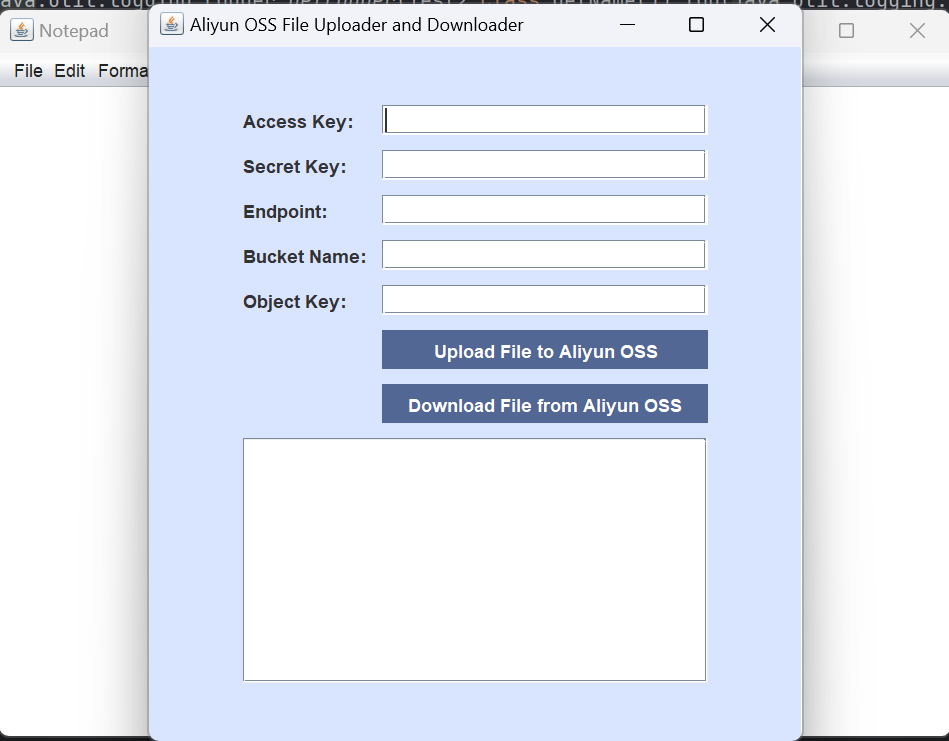 Notepad
Aliyun OSS File Uploader and Downloader
File Edit Forma
Access Key:
Secret Key:
Endpoint:
Bucket Name:
Object Key:
Upload File to Aliyun OSS
Download File from Aliyun OSS